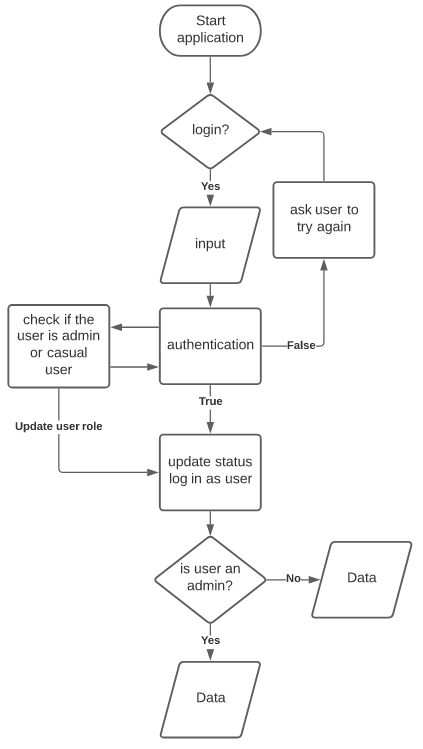 Start
application
login?
Yes
ask user to
try again
input
check if the
user is admin
or casual
user
authentication
False
True
Update user role
update status
log in as user
is user an
admin?
No
Data
Yes
Data